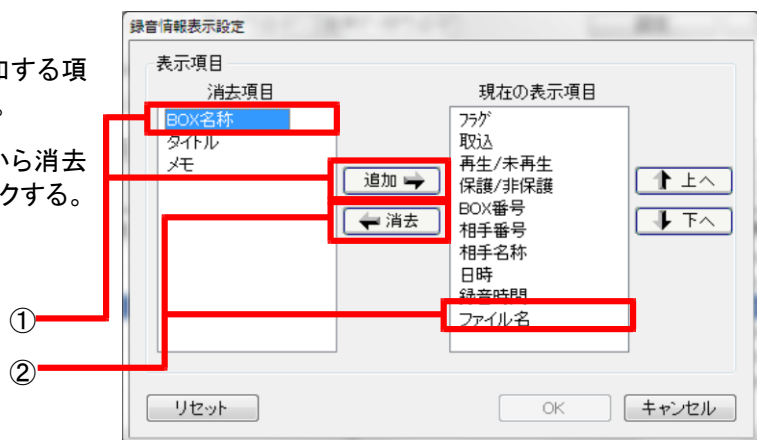 録音情報表示設定
加する項
。
から消去
クする。
①
②
表示項目
消去項目
BOX名称
タイトル
メモ
追加 ➡
⬅ 消去
現在の表示項目
フラグ
取込
再生/未再生
保護/非保護
BOX番号
相手番号
相手名称
日時
録音時間
ファイル名
⬆ 上へ
⬇ 下へ
リセット
OK
キャンセル